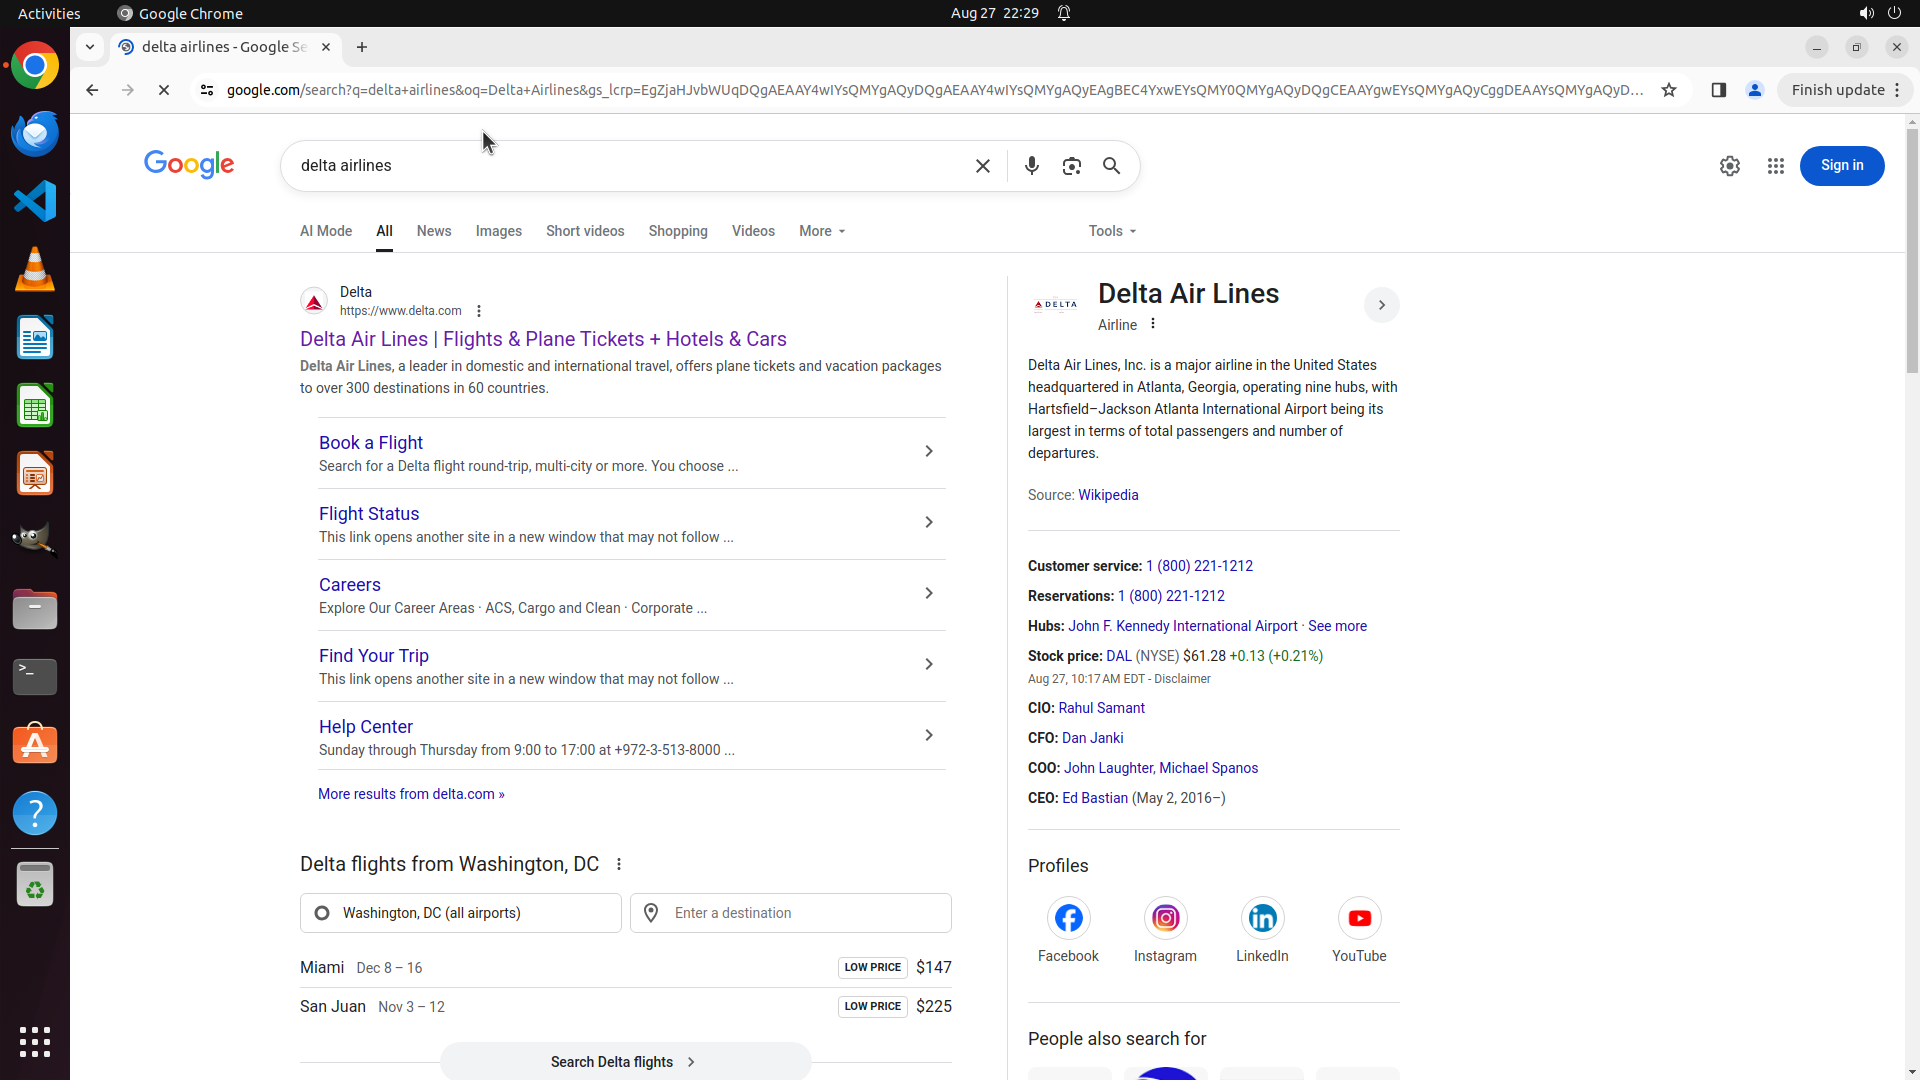 Activities
Google Chrome
Aug 27 22:29
delta airlines - Google Se
google.com/search?q=delta+airlines&oq=Delta+Airlines&gs_lcrp=EgZjaHJvbWUqDQgAEAAY4wIYsQMYgAQyDQgAEAAY4wIYsQMYgAQyEAgBEC4YxwEYsQMY0QMYgAQyDQgCEAAYgwEYsQMYgAQyCggDEAAYsQMYgAQyD...
Finish update
Google
delta airlines
Sign in
AI Mode
All
News
Images
Short videos
Shopping
Videos
More
Tools
Delta
https://www.delta.com
Delta Air Lines | Flights & Plane Tickets + Hotels & Cars
Delta Air Lines, a leader in domestic and international travel, offers plane tickets and vacation packages
to over 300 destinations in 60 countries.
Book a Flight
Search for a Delta flight round-trip, multi-city or more. You choose ...
Flight Status
This link opens another site in a new window that may not follow ...
Careers
Explore Our Career Areas · ACS, Cargo and Clean · Corporate ...
Find Your Trip
This link opens another site in a new window that may not follow ...
Help Center
Sunday through Thursday from 9:00 to 17:00 at +972-3-513-8000 ...
More results from delta.com »
Delta flights from Washington, DC
Washington, DC (all airports)
Enter a destination
Miami Dec 8 – 16 LOW PRICE $147
San Juan Nov 3 – 12 LOW PRICE $225
Search Delta flights
DELTA
Delta Air Lines
Airline
Delta Air Lines, Inc. is a major airline in the United States
headquartered in Atlanta, Georgia, operating nine hubs, with
Hartsfield–Jackson Atlanta International Airport being its
largest in terms of total passengers and number of
departures.
Source: Wikipedia
Customer service: 1 (800) 221-1212
Reservations: 1 (800) 221-1212
Hubs: John F. Kennedy International Airport · See more
Stock price: DAL (NYSE) $61.28 +0.13 (+0.21%)
Aug 27, 10:17 AM EDT - Disclaimer
CIO: Rahul Samant
CFO: Dan Janki
COO: John Laughter, Michael Spanos
CEO: Ed Bastian (May 2, 2016–)
Profiles
Facebook
Instagram
LinkedIn
YouTube
People also search for